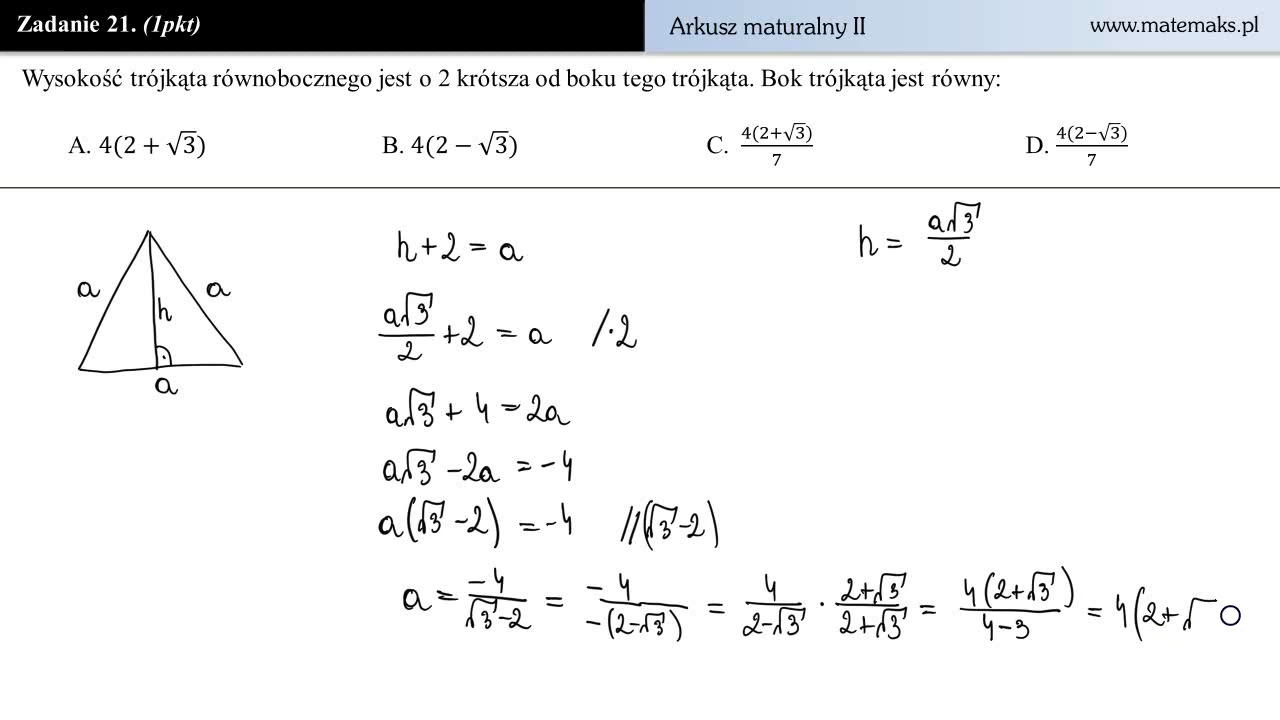 Zadanie 21. (1pkt)
Arkusz maturalny II
www.matemaks.pl
Wysokość trójkąta równobocznego jest o 2 krótsza od boku tego trójkąta. Bok trójkąta jest równy:
A. 4(2 + √3) B. 4(2 − √3) C. 4(2+√3)/7 D. 4(2−√3)/7
a a
h
a
h = a√3/2
h + 2 = a
a√3/2 + 2 = a /·2
a√3 + 4 = 2a
a√3 - 2a = -4
a(√3 - 2) = -4 //(√3 - 2)
a = -4/(√3-2) = -4/-(2-√3) = 4/(2-√3) · (2+√3)/(2+√3) = 4(2+√3)/(4-3) = 4(2+√